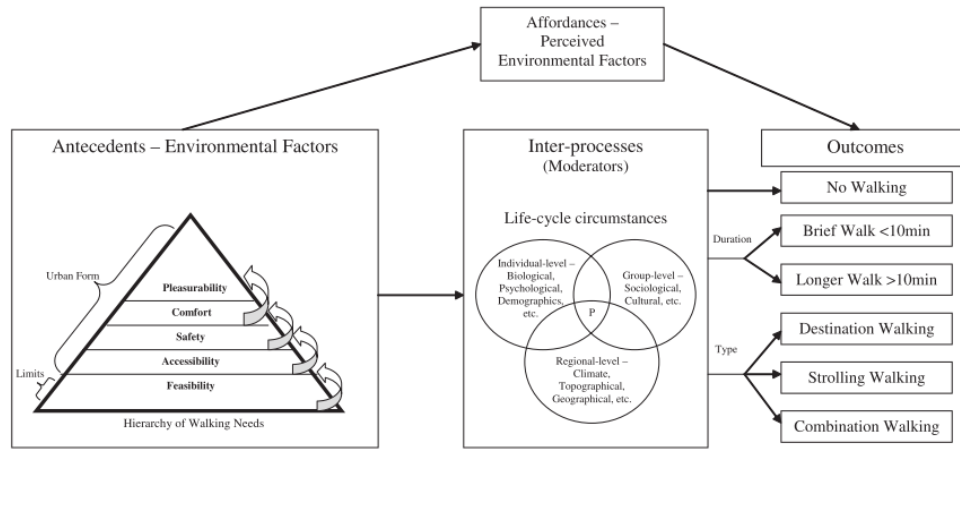 Affordances –
Perceived
Environmental Factors
Antecedents – Environmental Factors
Urban Form
Limits
Pleasurability
Comfort
Safety
Accessibility
Feasibility
Hierarchy of Walking Needs
Inter-processes
(Moderators)
Life-cycle circumstances
Individual-level –
Biological,
Psychological,
Demographics,
etc.
Group-level –
Sociological,
Cultural, etc.
P
Regional-level –
Climate,
Topographical,
Geographical, etc.
Outcomes
No Walking
Duration
Brief Walk <10min
Longer Walk >10min
Type
Destination Walking
Strolling Walking
Combination Walking